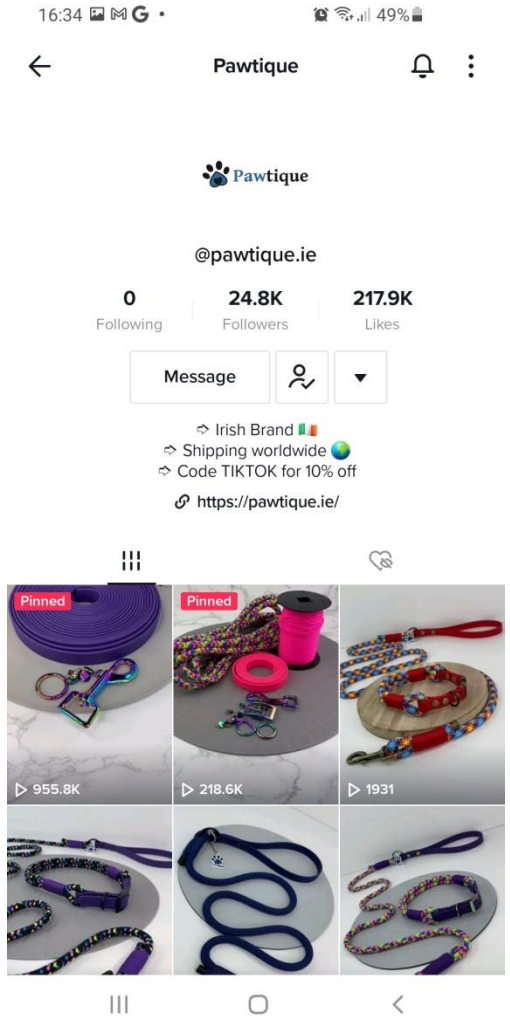 16:34
49%
Pawtique
Pawtique
@pawtique.ie
0 24.8K 217.9K
Following Followers Likes
Message
➩ Irish Brand 🇮🇪
➩ Shipping worldwide 🌍
➩ Code TIKTOK for 10% off
https://pawtique.ie/
Pinned Pinned
955.8K 218.6K 1931